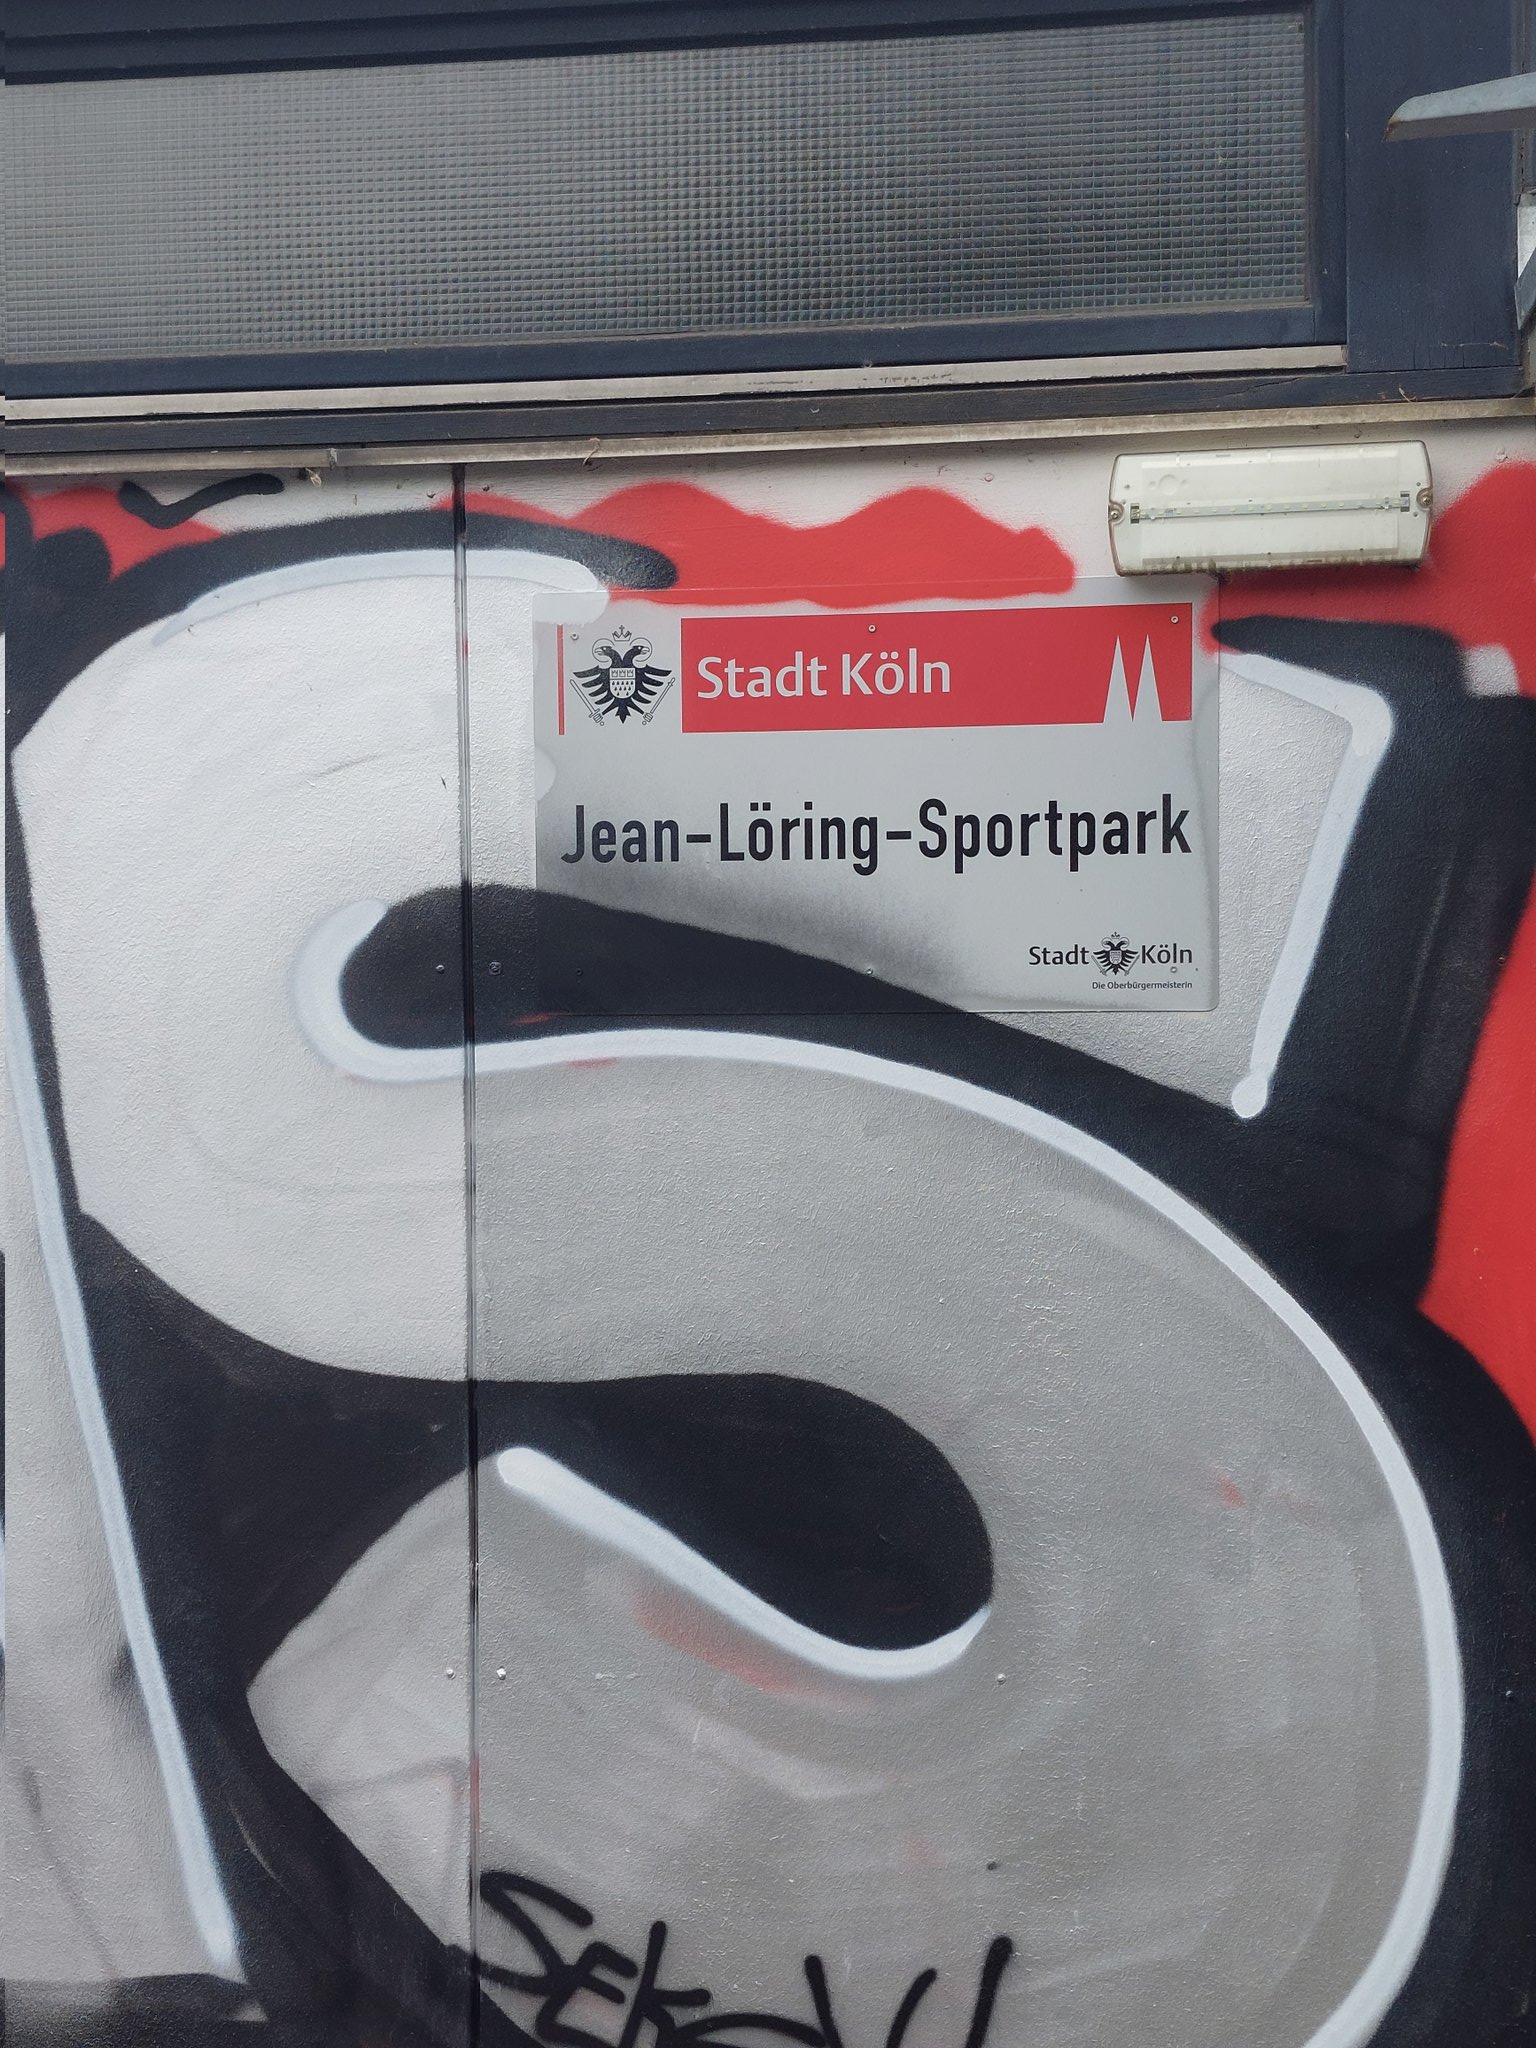 Stadt Köln
Jean-Löring-Sportpark
Stadt Köln
Die Oberbürgermeisterin